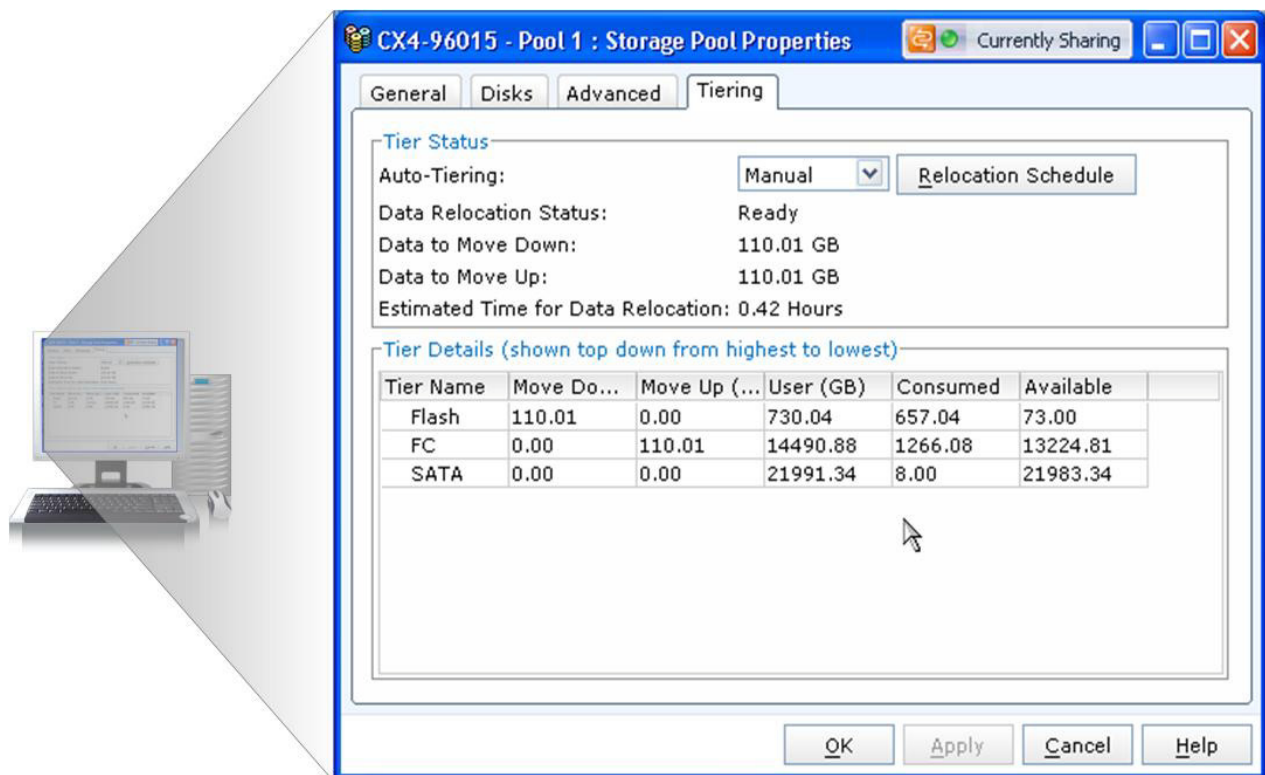 CX4-96015 - Pool 1 : Storage Pool Properties Currently Sharing
General Disks Advanced Tiering
Tier Status
Auto-Tiering: Manual Relocation Schedule
Data Relocation Status: Ready
Data to Move Down: 110.01 GB
Data to Move Up: 110.01 GB
Estimated Time for Data Relocation: 0.42 Hours
Tier Details (shown top down from highest to lowest)
Tier Name Move Do... Move Up (... User (GB) Consumed Available
Flash 110.01 0.00 730.04 657.04 73.00
FC 0.00 110.01 14490.88 1266.08 13224.81
SATA 0.00 0.00 21991.34 8.00 21983.34
OK Apply Cancel Help